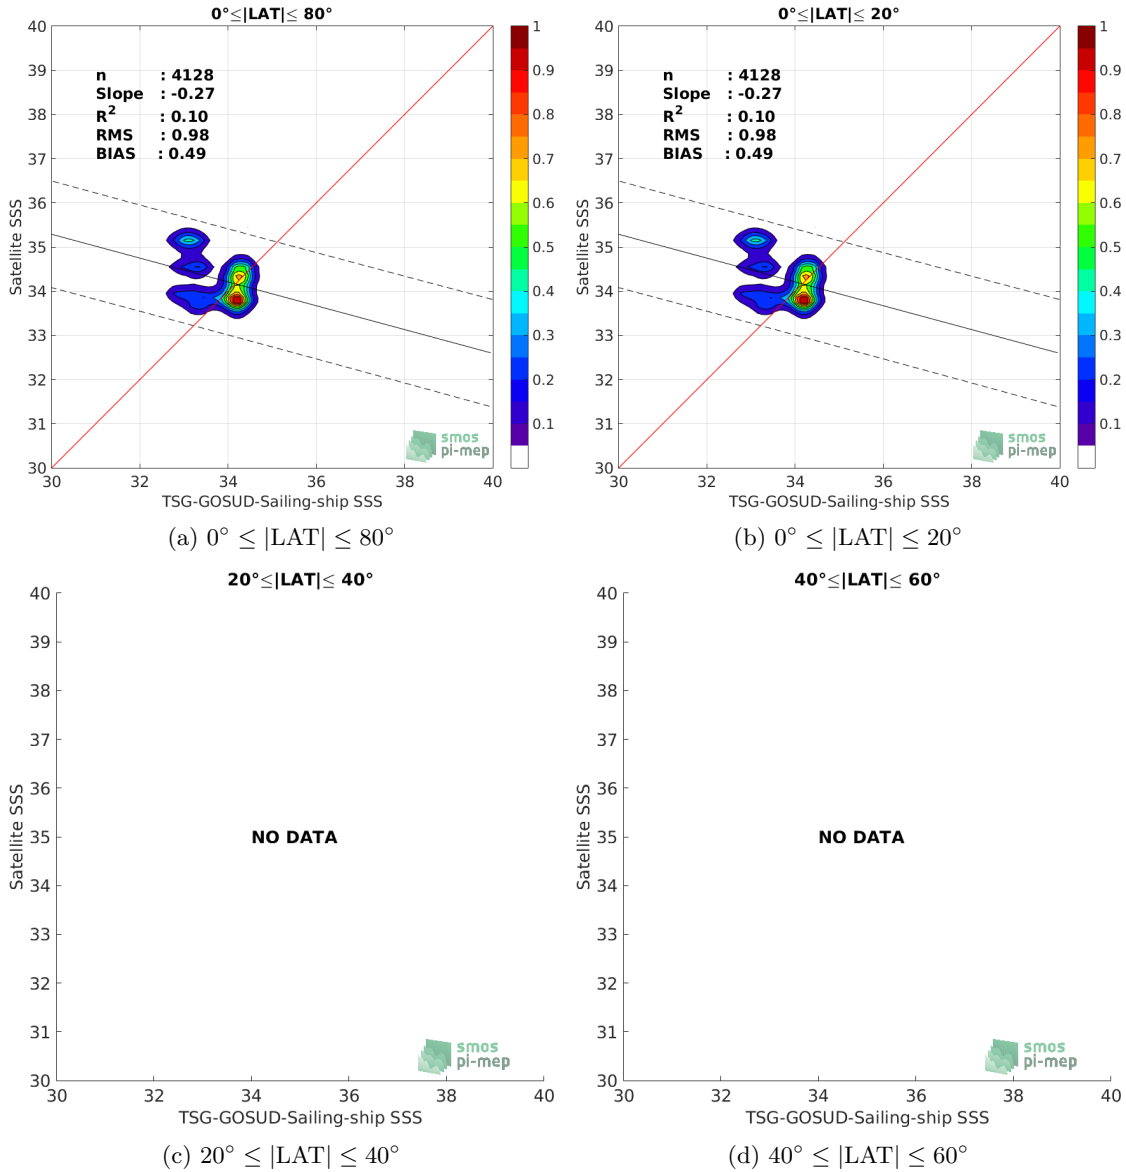 0°≤|LAT|≤ 80°
40
39
38
37
36
35
34
33
32
31
30
Satellite SSS
n : 4128
Slope : -0.27
R² : 0.10
RMS : 0.98
BIAS : 0.49
1
0.9
0.8
0.7
0.6
0.5
0.4
0.3
0.2
0.1
smos
pi-mep
30 32 34 36 38 40
TSG-GOSUD-Sailing-ship SSS
(a) 0° ≤ |LAT| ≤ 80°
0°≤|LAT|≤ 20°
40
39
38
37
36
35
34
33
32
31
30
Satellite SSS
n : 4128
Slope : -0.27
R² : 0.10
RMS : 0.98
BIAS : 0.49
1
0.9
0.8
0.7
0.6
0.5
0.4
0.3
0.2
0.1
smos
pi-mep
30 32 34 36 38 40
TSG-GOSUD-Sailing-ship SSS
(b) 0° ≤ |LAT| ≤ 20°
20°≤|LAT|≤ 40°
40
39
38
37
36
35
34
33
32
31
30
Satellite SSS
NO DATA
smos
pi-mep
30 32 34 36 38 40
TSG-GOSUD-Sailing-ship SSS
(c) 20° ≤ |LAT| ≤ 40°
40°≤|LAT|≤ 60°
40
39
38
37
36
35
34
33
32
31
30
Satellite SSS
NO DATA
smos
pi-mep
30 32 34 36 38 40
TSG-GOSUD-Sailing-ship SSS
(d) 40° ≤ |LAT| ≤ 60°